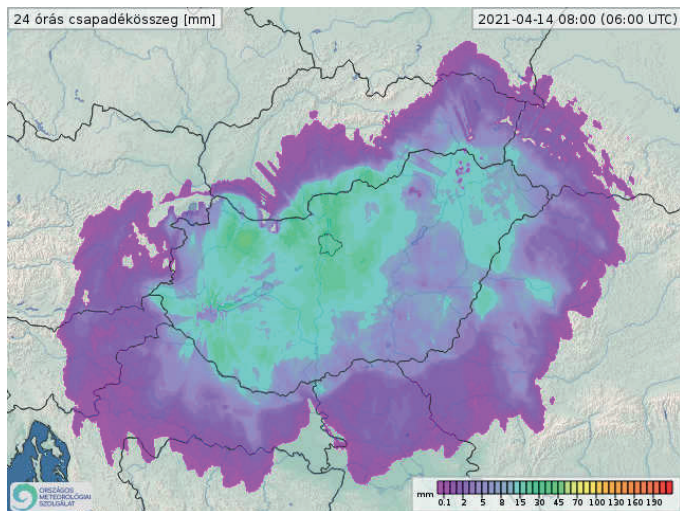 24 órás csapadékösszeg [mm]
2021-04-14 08:00 (06:00 UTC)
ORSZÁGOS
METEOROLÓGIAI
SZOLGÁLAT
mm
0.1 2 5 8 15 30 45 70 100 130 160 190